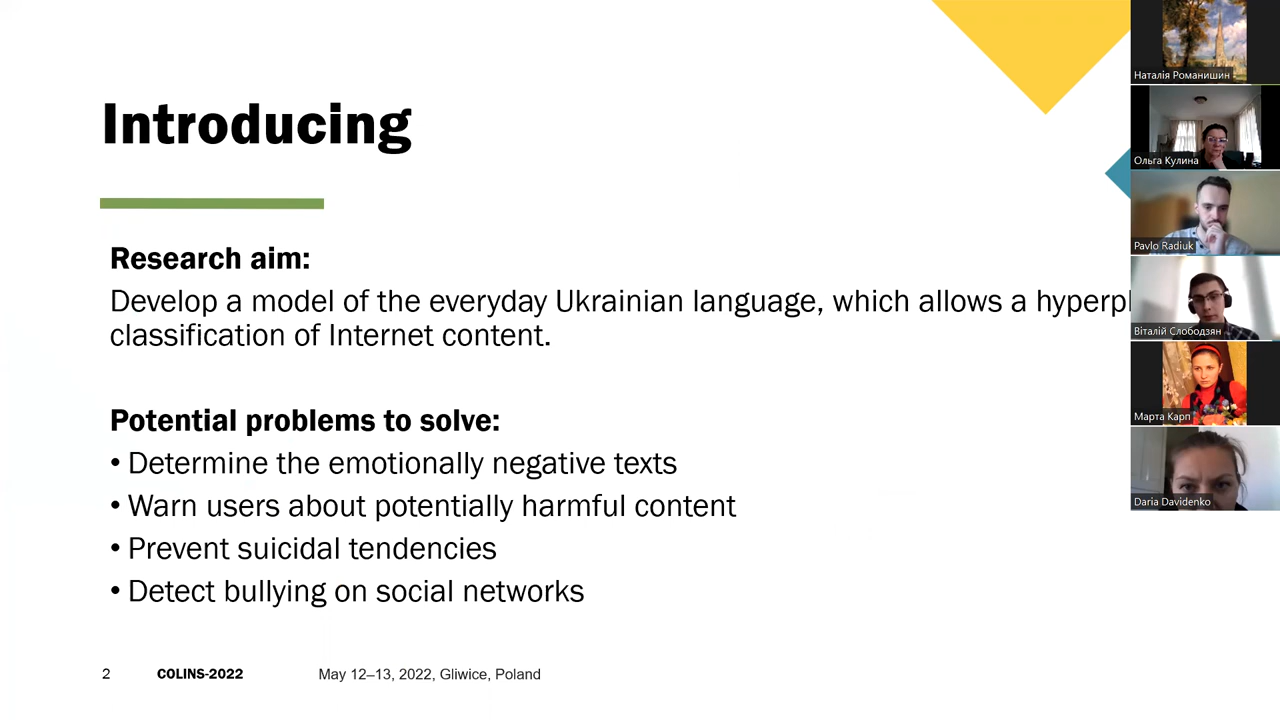 Introducing
Research aim:
Develop a model of the everyday Ukrainian language, which allows a
classification of Internet content.
Potential problems to solve:
• Determine the emotionally negative texts
• Warn users about potentially harmful content
• Prevent suicidal tendencies
• Detect bullying on social networks
2 COLINS-2022 May 12–13, 2022, Gliwice, Poland
Наталія Романишин
Ольга Кулина
Pavlo Radiuk
Віталій Слободзян
Марта Карп
Daria Davidenko